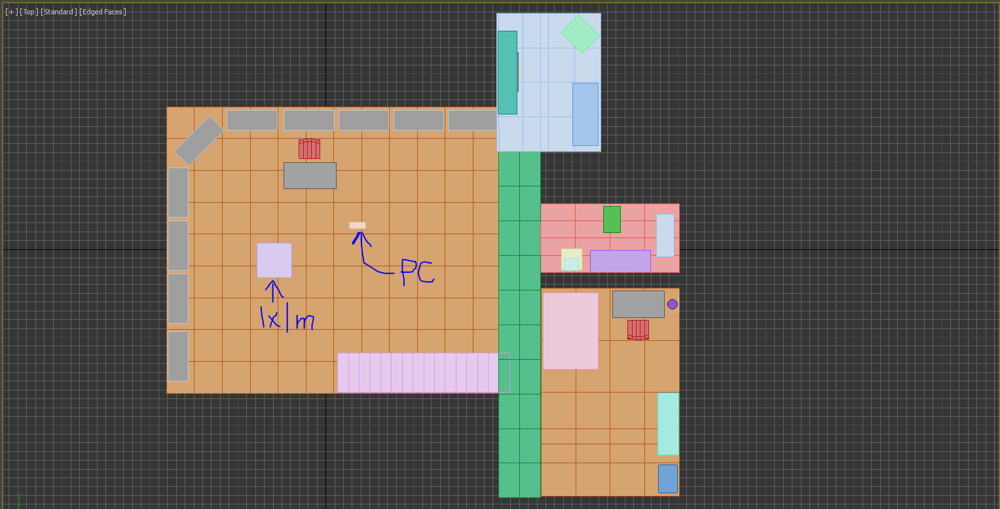 [+] [Top] [Standard] [Edged Faces]
PC
1x1m
y